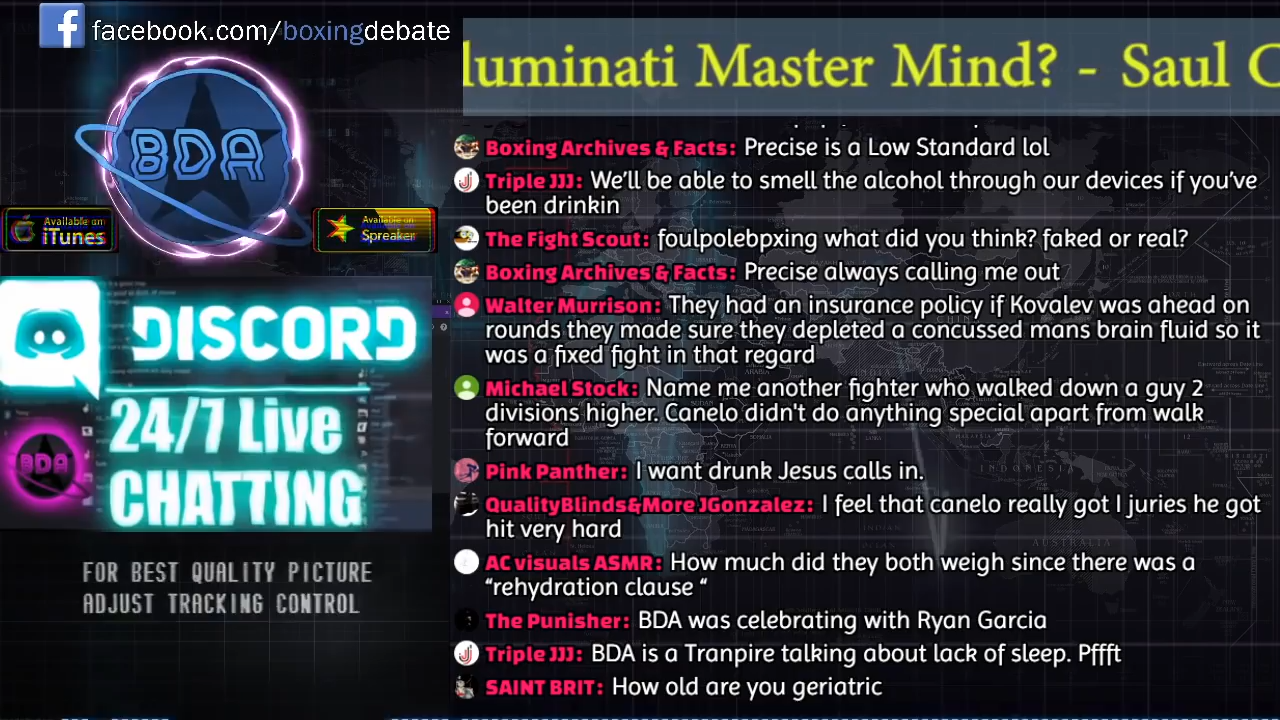 facebook.com/boxingdebate
luminati Master Mind? - Saul C
BDA
Available on
iTunes
Available on
Spreaker
DISCORD
24/7 Live
CHATTING
BDA
FOR BEST QUALITY PICTURE
ADJUST TRACKING CONTROL
Boxing Archives & Facts: Precise is a Low Standard lol
Triple JJJ: We'll be able to smell the alcohol through our devices if you've
been drinkin
The Fight Scout: foulpolebpxing what did you think? faked or real?
Boxing Archives & Facts: Precise always calling me out
Walter Murrison: They had an insurance policy if Kovalev was ahead on
rounds they made sure they depleted a concussed mans brain fluid so it
was a fixed fight in that regard
Michael Stock: Name me another fighter who walked down a guy 2
divisions higher. Canelo didn't do anything special apart from walk
forward
Pink Panther: I want drunk Jesus calls in.
QualityBlinds&More JGonzalez: I feel that canelo really got I juries he got
hit very hard
AC visuals ASMR: How much did they both weigh since there was a
“rehydration clause “
The Punisher: BDA was celebrating with Ryan Garcia
Triple JJJ: BDA is a Tranpire talking about lack of sleep. Pffft
SAINT BRIT: How old are you geriatric